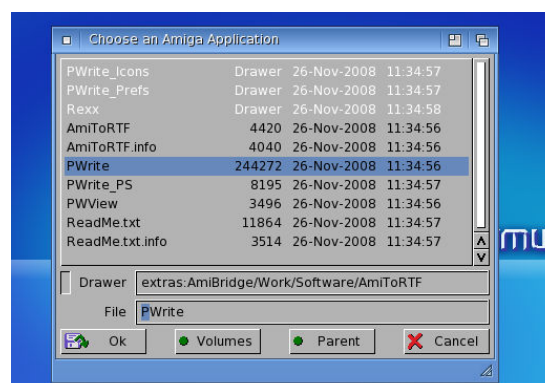 Choose an Amiga Application
PWrite_Icons Drawer 26-Nov-2008 11:34:57
PWrite_Prefs Drawer 26-Nov-2008 11:34:57
Rexx Drawer 26-Nov-2008 11:34:58
AmiToRTF 4420 26-Nov-2008 11:34:56
AmiToRTF.info 4040 26-Nov-2008 11:34:56
PWrite 244272 26-Nov-2008 11:34:56
PWrite_PS 8195 26-Nov-2008 11:34:57
PWView 3496 26-Nov-2008 11:34:56
ReadMe.txt 11864 26-Nov-2008 11:34:57
ReadMe.txt.info 3514 26-Nov-2008 11:34:57
Drawer extras:AmiBridge/Work/Software/AmiToRTF
File PWrite
Ok Volumes Parent Cancel